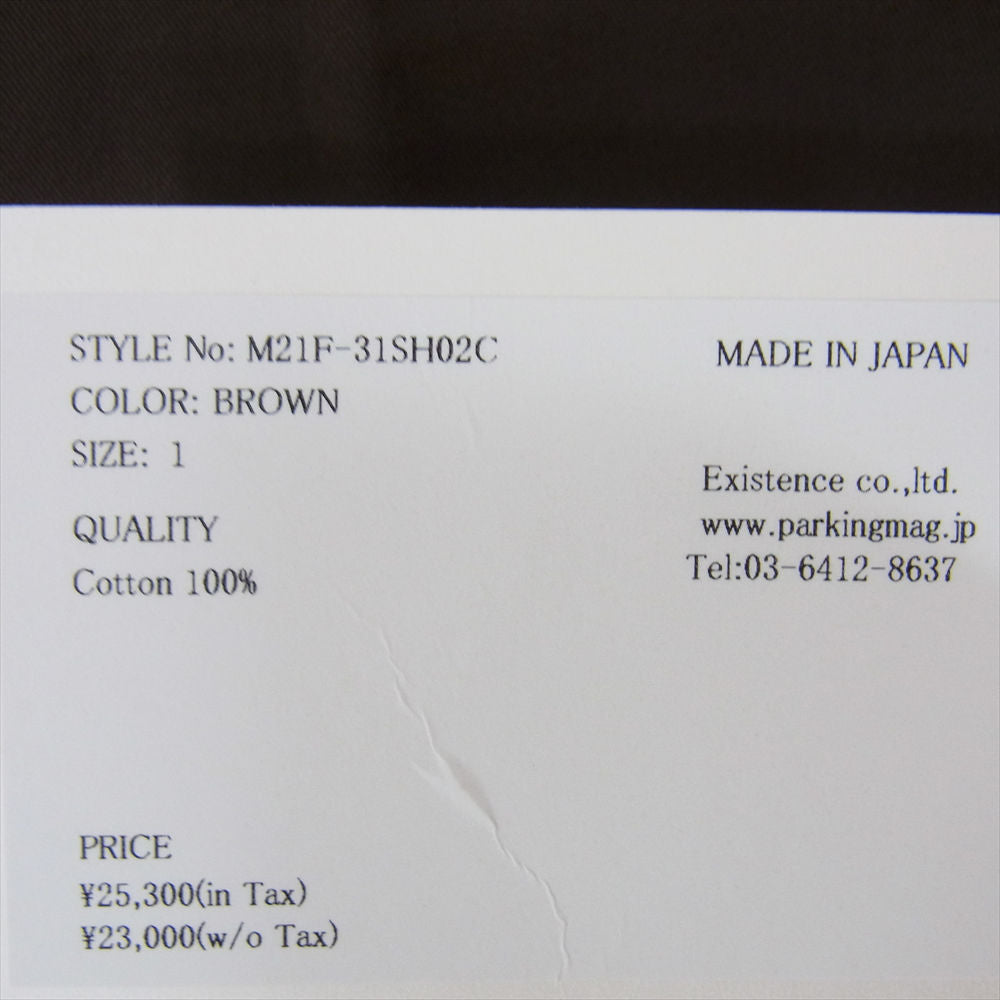 STYLE No: M21F-31SH02C
COLOR: BROWN
SIZE: 1
QUALITY
Cotton 100%
MADE IN JAPAN
Existence co.,ltd.
www.parkingmag.jp
Tel:03-6412-8637
PRICE
¥25,300(in Tax)
¥23,000(w/o Tax)